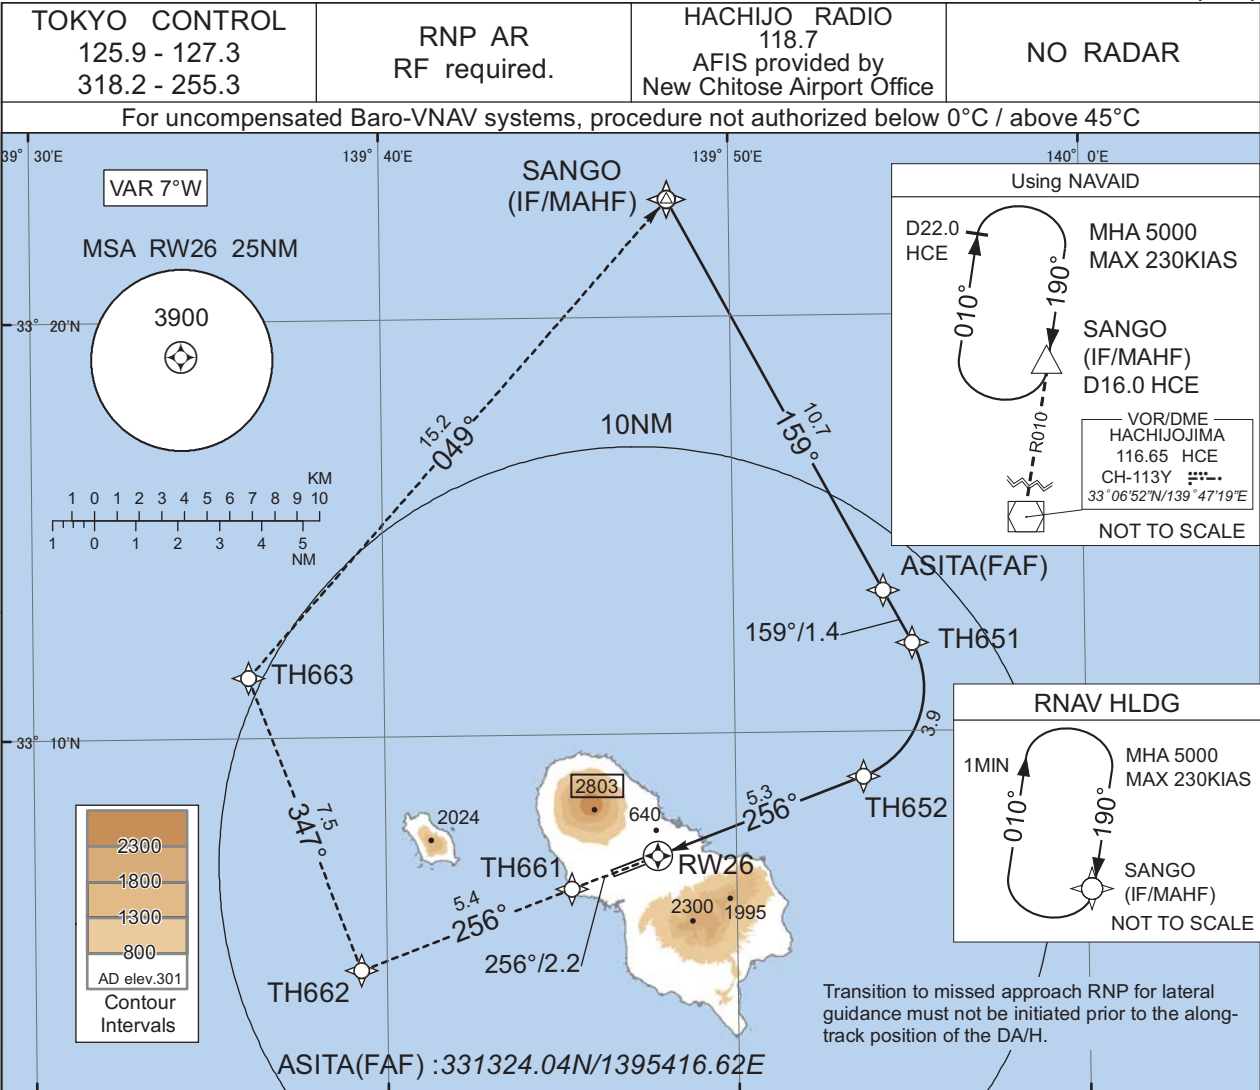 TOKYO CONTROL
125.9 - 127.3
318.2 - 255.3
RNP AR
RF required.
HACHIJO RADIO
118.7
AFIS provided by
New Chitose Airport Office
NO RADAR
For uncompensated Baro-VNAV systems, procedure not authorized below 0°C / above 45°C
39° 30'E
139° 40'E
139° 50'E
140° 0'E
VAR 7°W
MSA RW26 25NM
3900
33° 20'N
33° 10'N
KM
1 0 1 2 3 4 5 6 7 8 9 10
1 0 1 2 3 4 5
NM
SANGO
(IF/MAHF)
15.2
049°
10NM
10.7
159°
ASITA(FAF)
159°/1.4
TH651
3.9
TH652
5.3
256°
RW26
TH663
7.5
347°
TH662
5.4
256°
TH661
256°/2.2
2803
640
2024
2300
1995
2300
1800
1300
800
AD elev.301
Contour
Intervals
Using NAVAID
D22.0
HCE
MHA 5000
MAX 230KIAS
010°
190°
SANGO
(IF/MAHF)
D16.0 HCE
R010
VOR/DME
HACHIJOJIMA
116.65 HCE
CH-113Y
33°06'52"N/139°47'19"E
NOT TO SCALE
RNAV HLDG
1MIN
MHA 5000
MAX 230KIAS
010°
190°
SANGO
(IF/MAHF)
NOT TO SCALE
Transition to missed approach RNP for lateral
guidance must not be initiated prior to the along-
track position of the DA/H.
ASITA(FAF) :331324.04N/1395416.62E